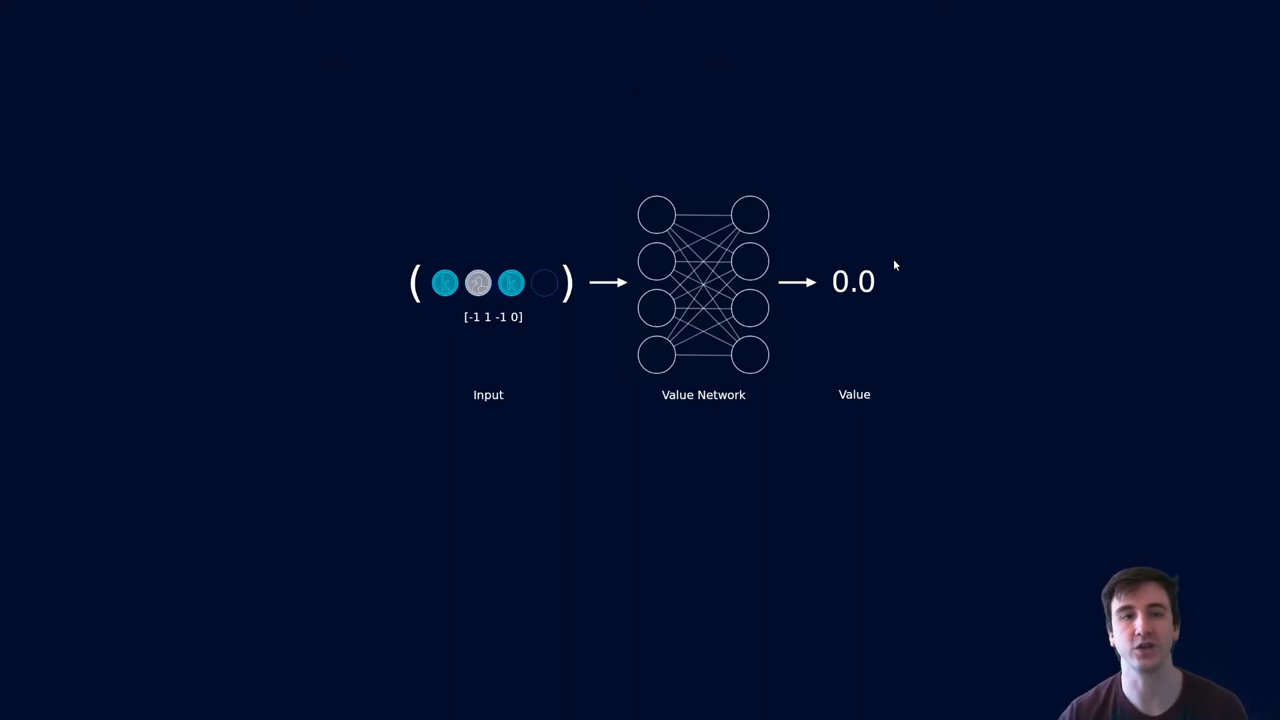 ( k k ) 0.0
[-1 1 -1 0]
Input Value Network Value